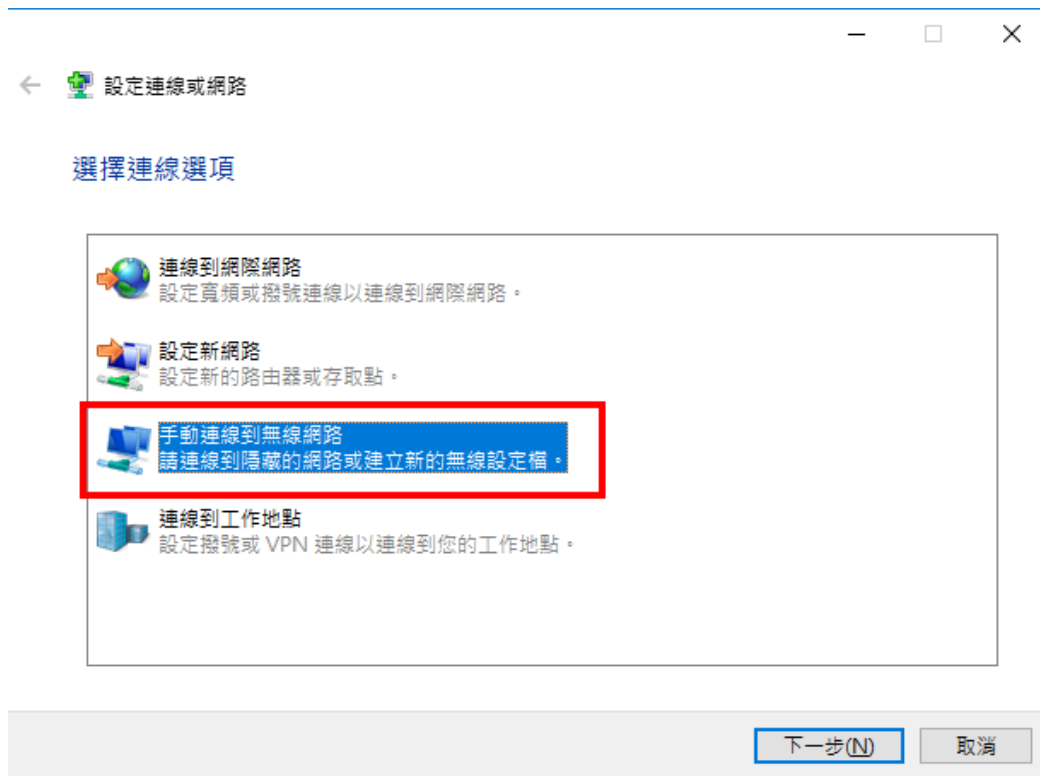 設定連線或網路
選擇連線選項
連線到網際網路
設定寬頻或撥號連線以連線到網際網路。
設定新網路
設定新的路由器或存取點。
手動連線到無線網路
請連線到隱藏的網路或建立新的無線設定檔。
連線到工作地點
設定撥號或 VPN 連線以連線到您的工作地點。
下一步(N)
取消